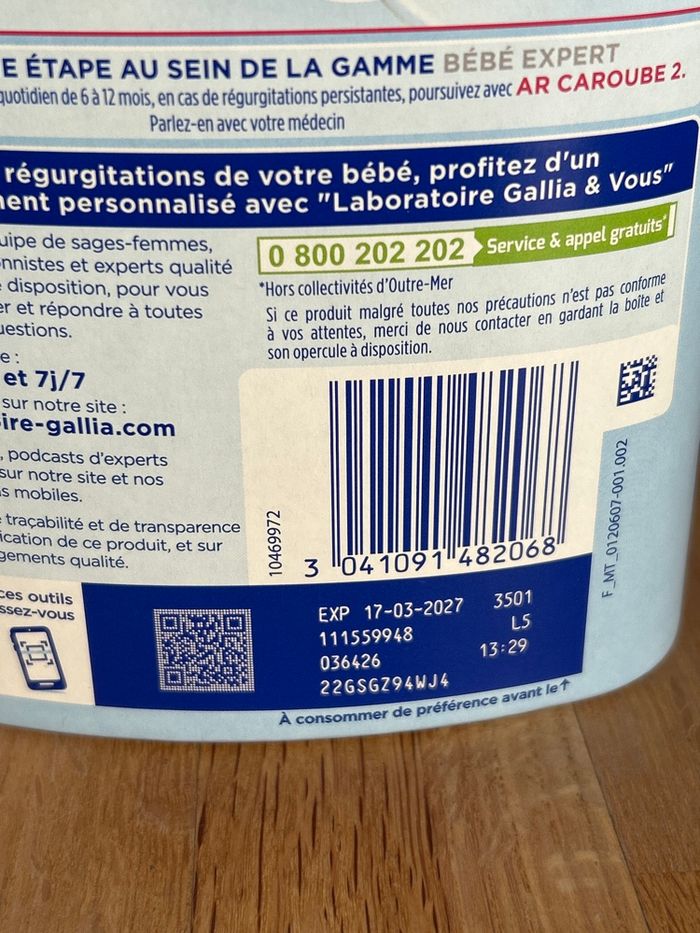 E ÉTAPE AU SEIN DE LA GAMME BÉBÉ EXPERT
quotidien de 6 à 12 mois, en cas de régurgitations persistantes, poursuivez avec AR CAROUBE 2.
Parlez-en avec votre médecin
régurgitations de votre bébé, profitez d'un
ent personnalisé avec "Laboratoire Gallia & Vous"
uipe de sages-femmes,
nnistes et experts qualité
disposition, pour vous
er et répondre à toutes
uestions.
e :
et 7j/7
sur notre site :
ire-gallia.com
, podcasts d'experts
sur notre site et nos
s mobiles.
traçabilité et de transparence
ication de ce produit, et sur
gements qualité.
ces outils
ssez-vous
0 800 202 202 Service & appel gratuits*
*Hors collectivités d'Outre-Mer
Si ce produit malgré toutes nos précautions n'est pas conforme
à vos attentes, merci de nous contacter en gardant la boîte et
son opercule à disposition.
10469972
3 041091 482068
F_MT_0120607-001.002
EXP 17-03-2027 3501
111559948 L5
036426 13:29
22GSGZ94WJ4
À consommer de préférence avant le↑